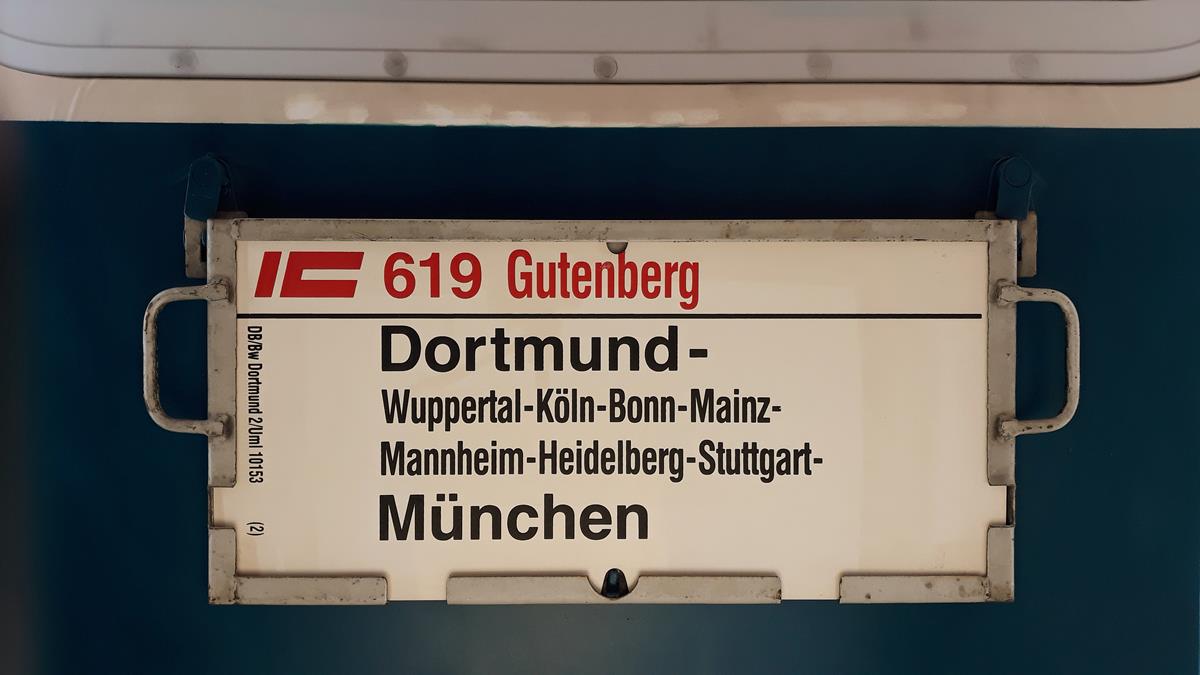 IC 619 Gutenberg
Dortmund-
Wuppertal-Köln-Bonn-Mainz-
Mannheim-Heidelberg-Stuttgart-
München
DB/Bw Dortmund 2/Uml 10153 (2)